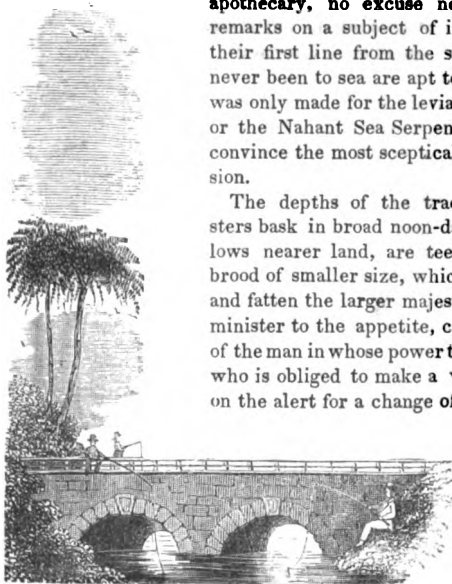 apothecary, no excuse ne
remarks on a subject of i
their first line from the s
never been to sea are apt t
was only made for the levia
or the Nahant Sea Serpen
convince the most sceptical
sion.
The depths of the trac
sters bask in broad noon-d
lows nearer land, are tee
brood of smaller size, whic
and fatten the larger majes
minister to the appetite, c
of the man in whose power t
who is obliged to make a v
on the alert for a change of